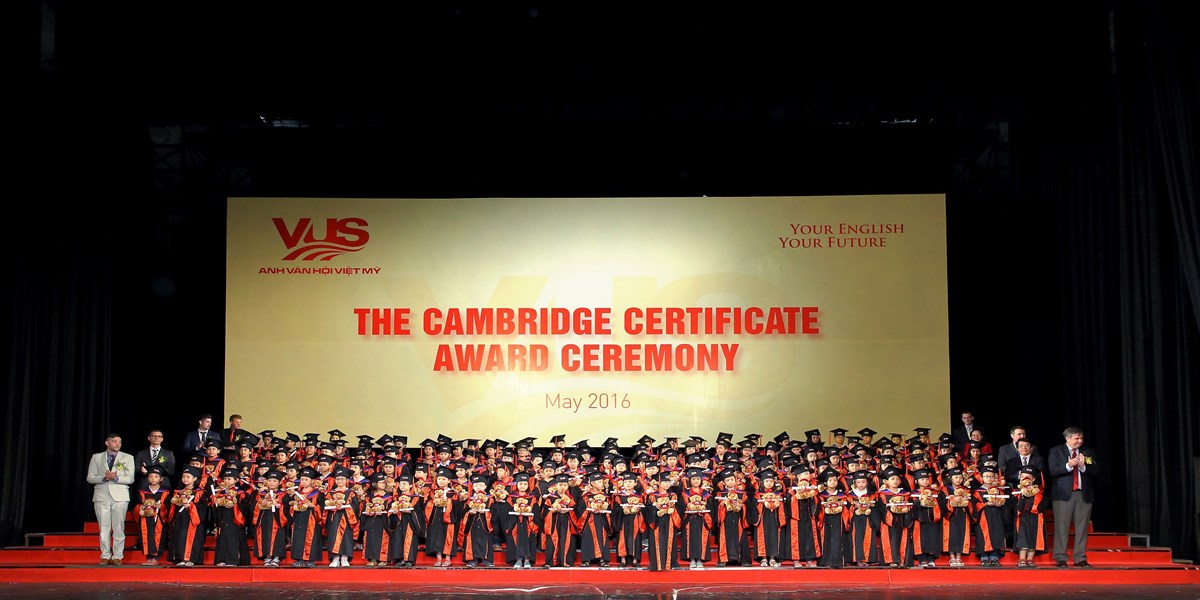 VUS
ANH VĂN HỘI VIỆT MỸ
YOUR ENGLISH
YOUR FUTURE
THE CAMBRIDGE CERTIFICATE
AWARD CEREMONY
May 2016